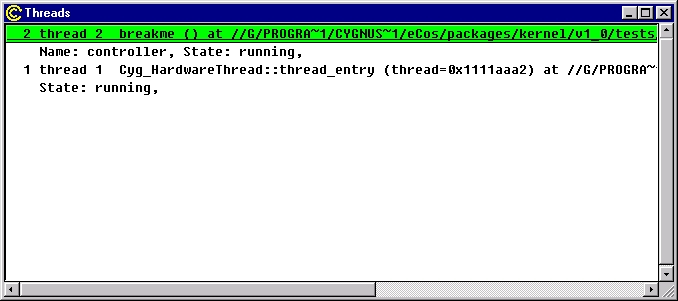 Threads
2 thread 2 breakme () at //G/PROGRA~1/CYGNUS~1/eCos/packages/kernel/v1_0/tests
Name: controller, State: running,
1 thread 1 Cyg_HardwareThread::thread_entry (thread=0x1111aaa2) at //G/PROGRA~
State: running,